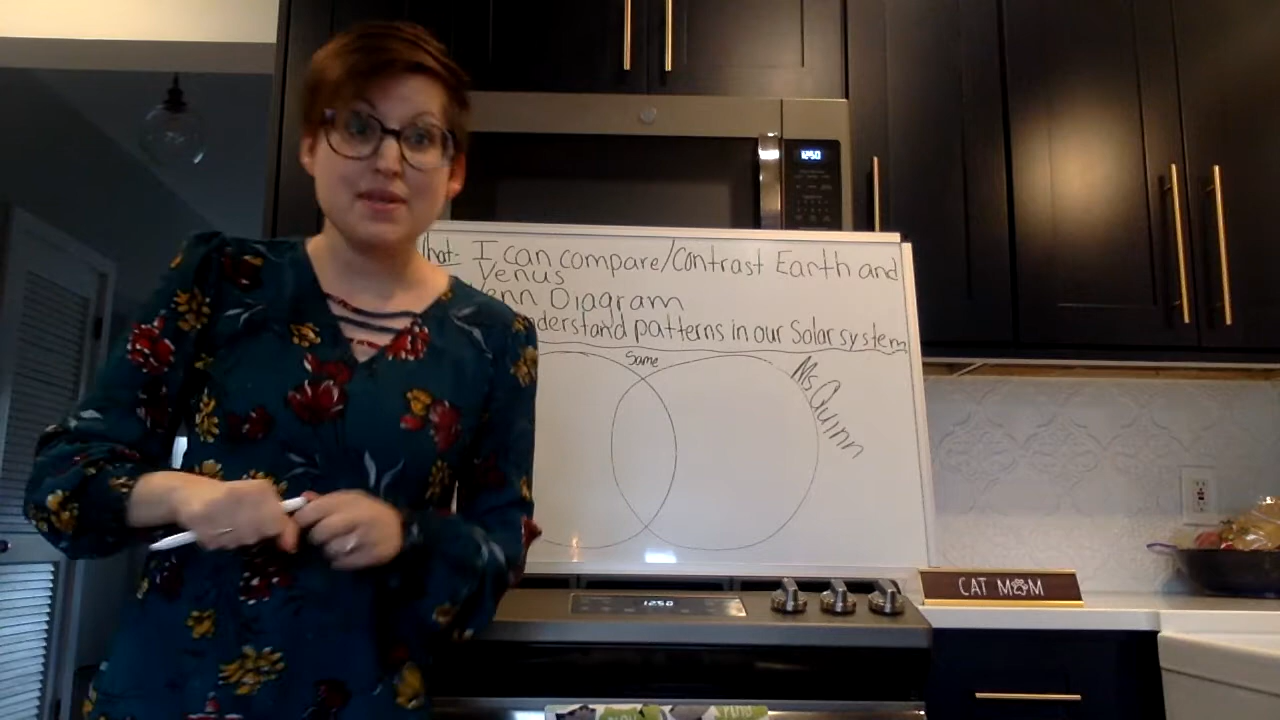 12:50
What: I can compare/Contrast Earth and
Venus
Venn Diagram
understand patterns in our Solar system
Same
Ms Quinn
12:50
CAT MOM